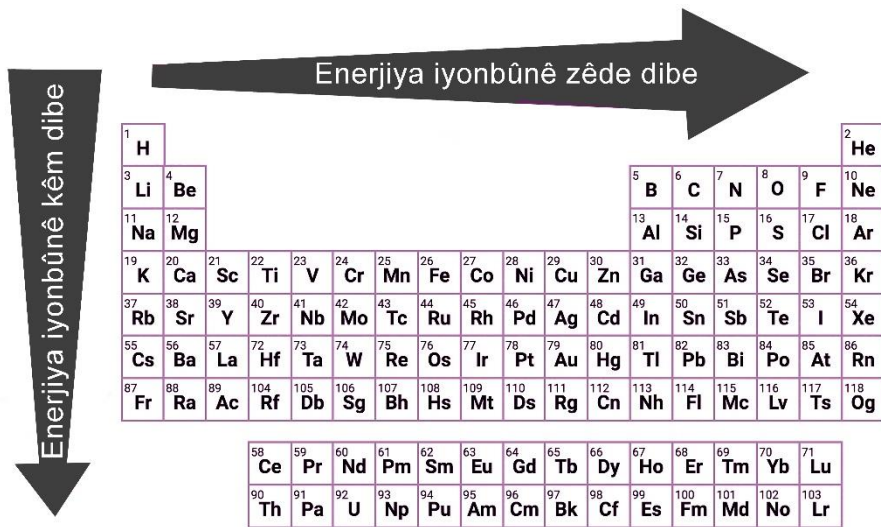 Enerjiya iyonbûnê zêde dibe
Enerjiya iyonbûnê kêm dibe
1 H 2 He
3 Li 4 Be 5 B 6 C 7 N 8 O 9 F 10 Ne
11 Na 12 Mg 13 Al 14 Si 15 P 16 S 17 Cl 18 Ar
19 K 20 Ca 21 Sc 22 Ti 23 V 24 Cr 25 Mn 26 Fe 27 Co 28 Ni 29 Cu 30 Zn 31 Ga 32 Ge 33 As 34 Se 35 Br 36 Kr
37 Rb 38 Sr 39 Y 40 Zr 41 Nb 42 Mo 43 Tc 44 Ru 45 Rh 46 Pd 47 Ag 48 Cd 49 In 50 Sn 51 Sb 52 Te 53 I 54 Xe
55 Cs 56 Ba 57 La 72 Hf 73 Ta 74 W 75 Re 76 Os 77 Ir 78 Pt 79 Au 80 Hg 81 Tl 82 Pb 83 Bi 84 Po 85 At 86 Rn
87 Fr 88 Ra 89 Ac 104 Rf 105 Db 106 Sg 107 Bh 108 Hs 109 Mt 110 Ds 111 Rg 112 Cn 113 Nh 114 Fl 115 Mc 116 Lv 117 Ts 118 Og
58 Ce 59 Pr 60 Nd 61 Pm 62 Sm 63 Eu 64 Gd 65 Tb 66 Dy 67 Ho 68 Er 69 Tm 70 Yb 71 Lu
90 Th 91 Pa 92 U 93 Np 94 Pu 95 Am 96 Cm 97 Bk 98 Cf 99 Es 100 Fm 101 Md 102 No 103 Lr